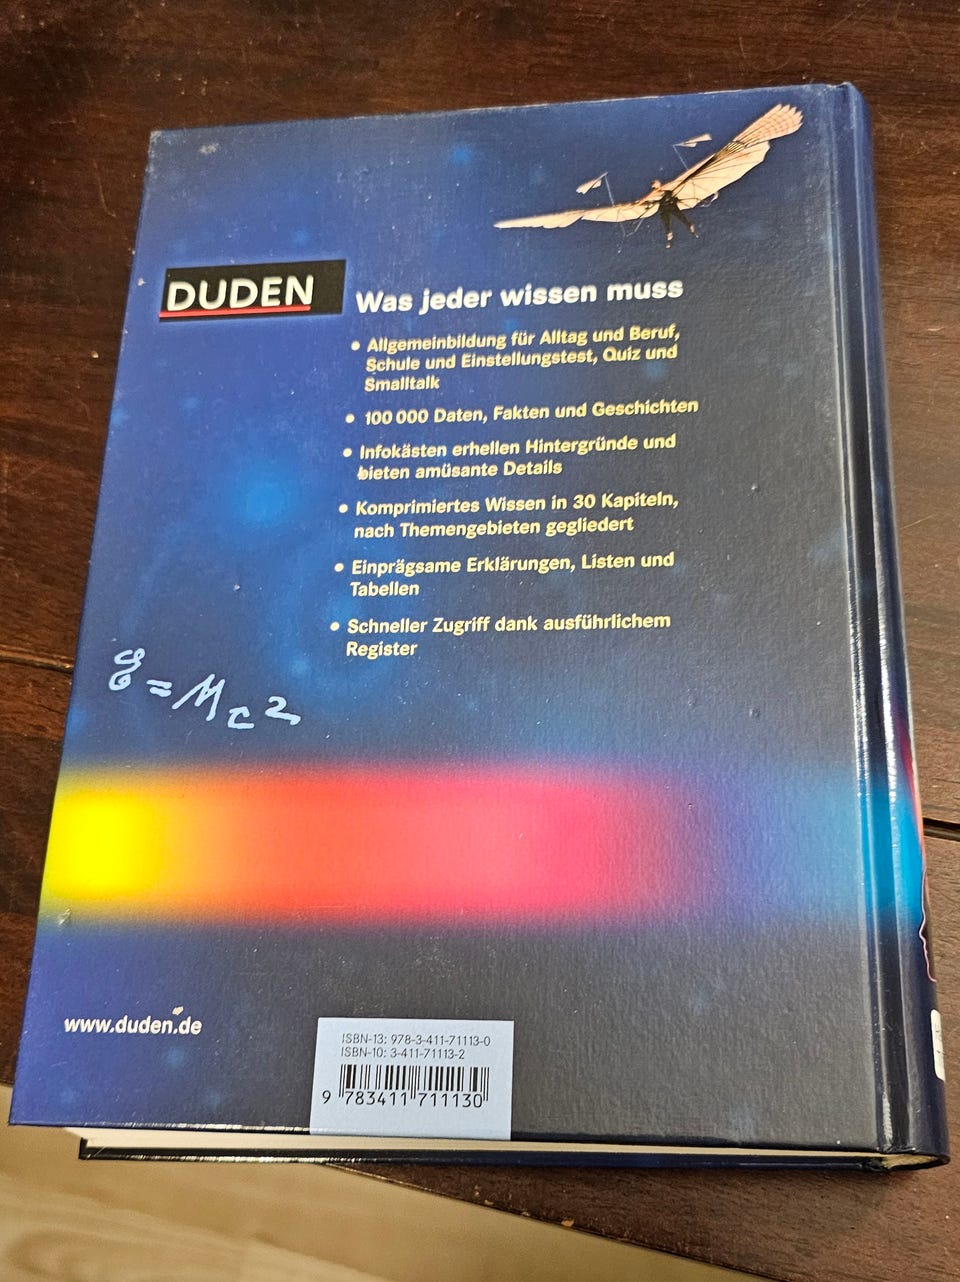 DUDEN
Was jeder wissen muss
• Allgemeinbildung für Alltag und Beruf,
Schule und Einstellungstest, Quiz und
Smalltalk
• 100 000 Daten, Fakten und Geschichten
• Infokästen erhellen Hintergründe und
bieten amüsante Details
• Komprimiertes Wissen in 30 Kapiteln,
nach Themengebieten gegliedert
• Einprägsame Erklärungen, Listen und
Tabellen
• Schneller Zugriff dank ausführlichem
Register
E = Mc2
www.duden.de
ISBN-13: 978-3-411-71113-0
ISBN-10: 3-411-71113-2
9 783411 711130